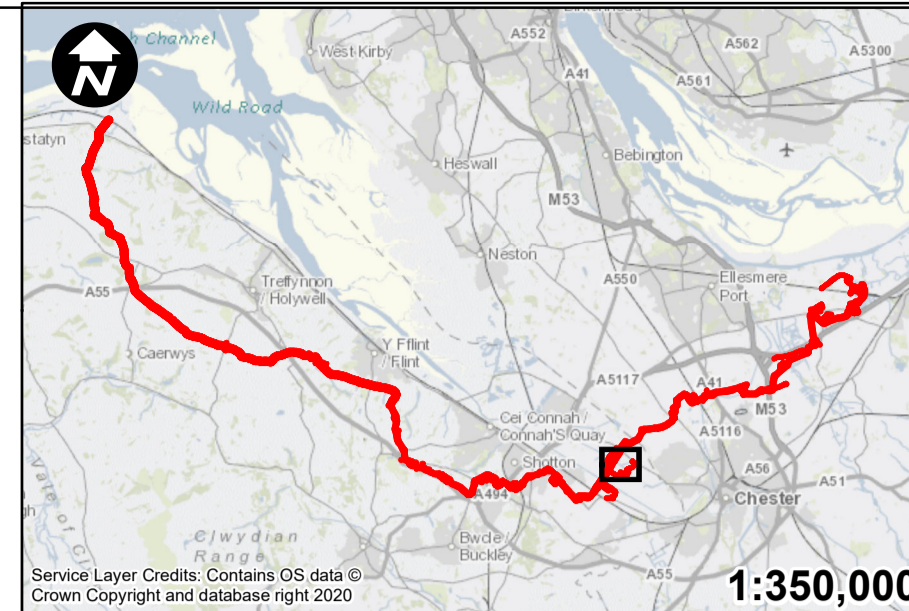 A552
A562
A5300
West Kirby
A41
A561
N
Channel
Wild Road
Bebington
Heswall
M53
Neston
A550
Ellesmere
Port
Treffynnon
/ Holywell
A55
Y Fflint
/ Flint
Caerwys
A5117
A41
M53
Cei Connah /
Connah'S Quay
A5116
Shotton
A56
A51
A494
Chester
Clwydian
Range
Bwcle /
Buckley
A55
Service Layer Credits: Contains OS data ©
Crown Copyright and database right 2020
1:350,000